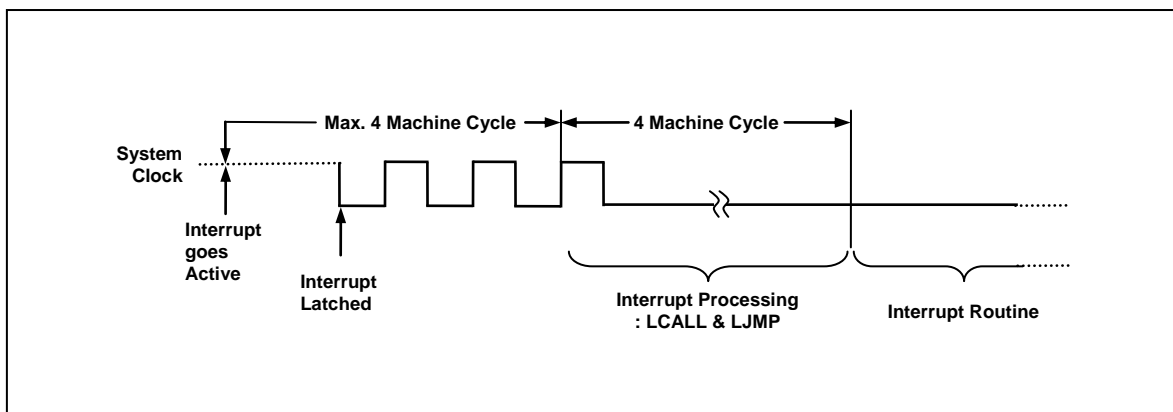 Max. 4 Machine Cycle
4 Machine Cycle
System
Clock
Interrupt
goes
Active
Interrupt
Latched
Interrupt Processing
: LCALL & LJMP
Interrupt Routine